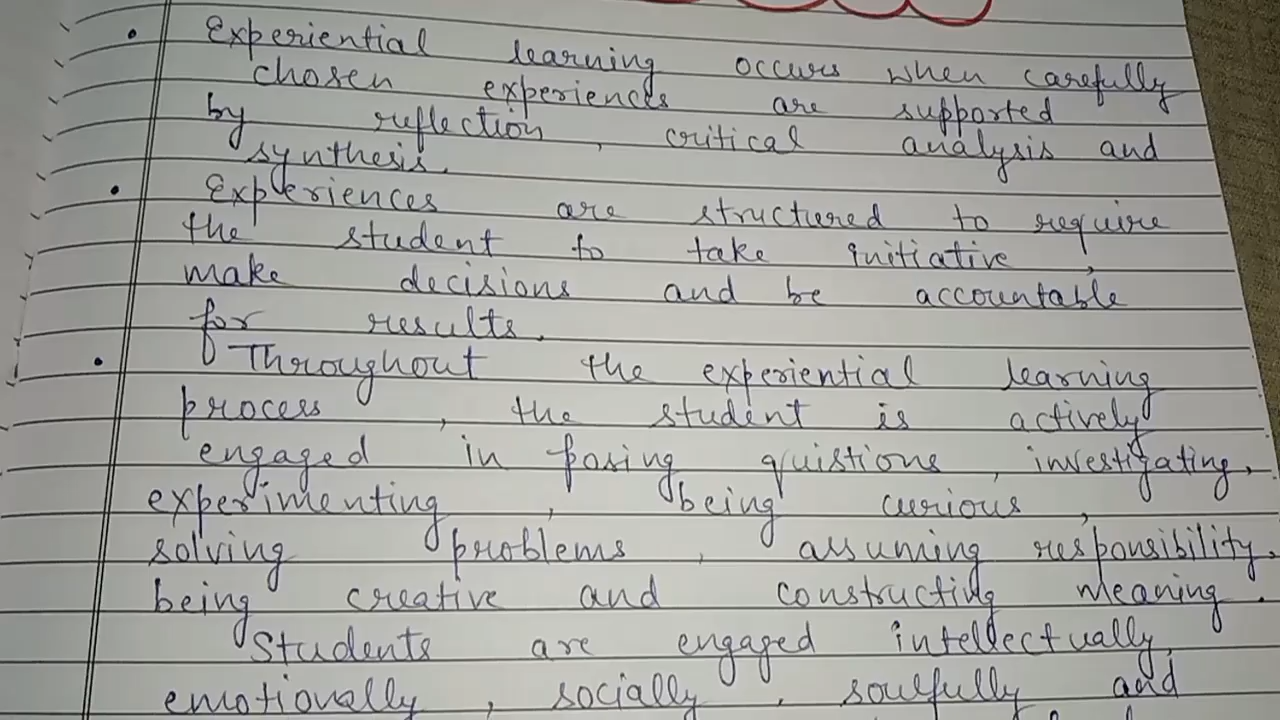 • Experiential learning occurs when carefully
chosen experiences are supported
by reflection, critical analysis and
synthesis.
• Experiences are structured to require
the student to take initiative,
make decisions and be accountable
for results.
• Throughout the experiential learning
process, the student is actively
engaged in posing quistions, investigating,
experimenting, being curious,
solving problems, assuming responsibility,
being creative and constructing meaning.
Students are engaged intellectually,
emotionally, socially, soulfully and